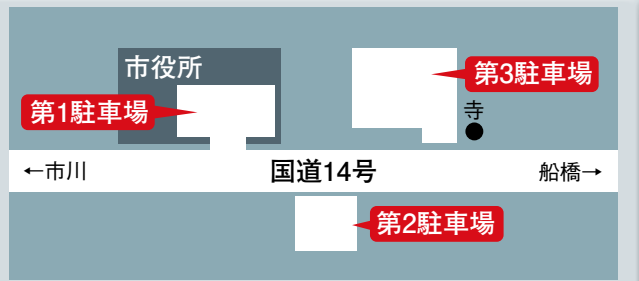 市役所
第1駐車場
第3駐車場
寺
←市川
国道14号
船橋→
第2駐車場